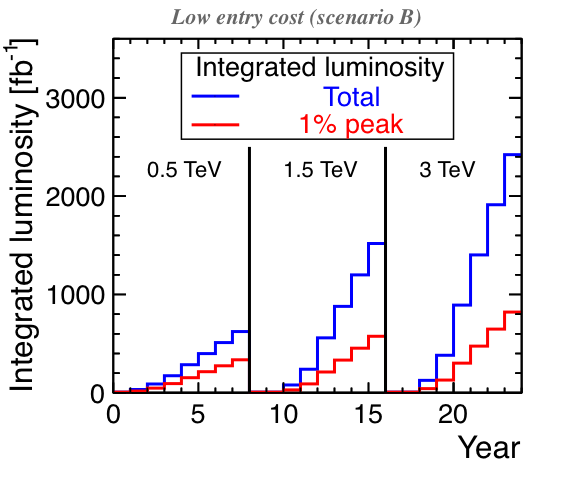 Low entry cost (scenario B)
Integrated luminosity [fb⁻¹]
Integrated luminosity
Total
1% peak
0.5 TeV 1.5 TeV 3 TeV
3000
2000
1000
0
0 5 10 15 20
Year